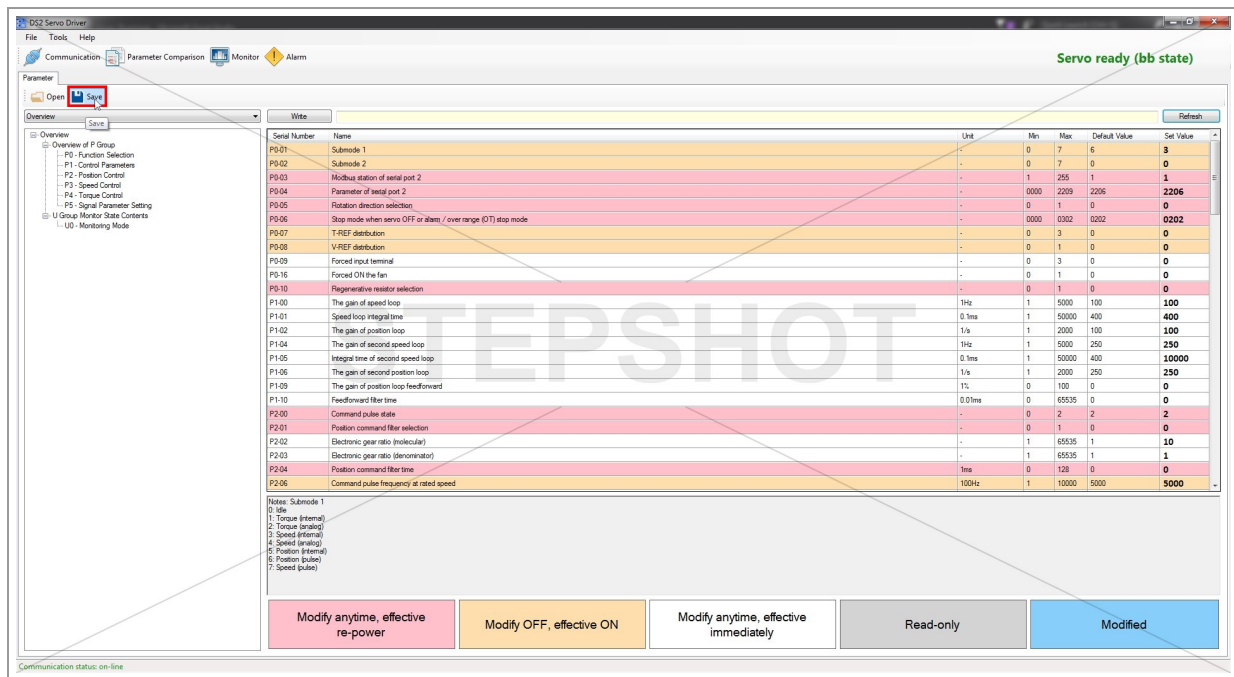 DS2 Servo Driver
File Tools Help
Communication Parameter Comparison Monitor Alarm
Servo ready (bb state)
Parameter
Open Save
Overview Write Refresh
Save
Overview
Overview of P Group
P0 - Function Selection
P1 - Control Parameters
P2 - Position Control
P3 - Speed Control
P4 - Torque Control
P5 - Signal Parameter Setting
U Group Monitor State Contents
U0 - Monitoring Mode
Serial Number Name Unit Min Max Default Value Set Value
P0-01 Submode 1 - 0 7 6 3
P0-02 Submode 2 - 0 7 0 0
P0-03 Modbus station of serial port 2 - 1 255 1 1
P0-04 Parameter of serial port 2 - 0000 2209 2206 2206
P0-05 Rotation direction selection - 0 1 0 0
P0-06 Stop mode when servo OFF or alarm / over range (OT) stop mode - 0000 0302 0202 0202
P0-07 T-REF distribution - 0 3 0 0
P0-08 V-REF distribution - 0 1 0 0
P0-09 Forced input terminal - 0 3 0 0
P0-16 Forced ON the fan - 0 1 0 0
P0-10 Regenerative resistor selection - 0 1 0 0
P1-00 The gain of speed loop 1Hz 1 5000 100 100
P1-01 Speed loop integral time 0.1ms 1 50000 400 400
P1-02 The gain of position loop 1/s 1 2000 100 100
P1-04 The gain of second speed loop 1Hz 1 5000 250 250
P1-05 Integral time of second speed loop 0.1ms 1 50000 400 10000
P1-06 The gain of second position loop 1/s 1 2000 250 250
P1-09 The gain of position loop feedforward 1% 0 100 0 0
P1-10 Feedforward filter time 0.01ms 0 65535 0 0
P2-00 Command pulse state - 0 2 2 2
P2-01 Position command filter selection - 0 1 0 0
P2-02 Electronic gear ratio (molecular) - 1 65535 1 10
P2-03 Electronic gear ratio (denominator) - 1 65535 1 1
P2-04 Position command filter time 1ms 0 128 0 0
P2-06 Command pulse frequency at rated speed 100Hz 1 10000 5000 5000
STEPSHOT
Notes: Submode 1
0: Idle
1: Torque (internal)
2: Torque (analog)
3: Speed (internal)
4: Speed (analog)
5: Position (internal)
6: Position (pulse)
7: Speed (pulse)
Modify anytime, effective
re-power
Modify OFF, effective ON
Modify anytime, effective
immediately
Read-only
Modified
Communication status: on-line